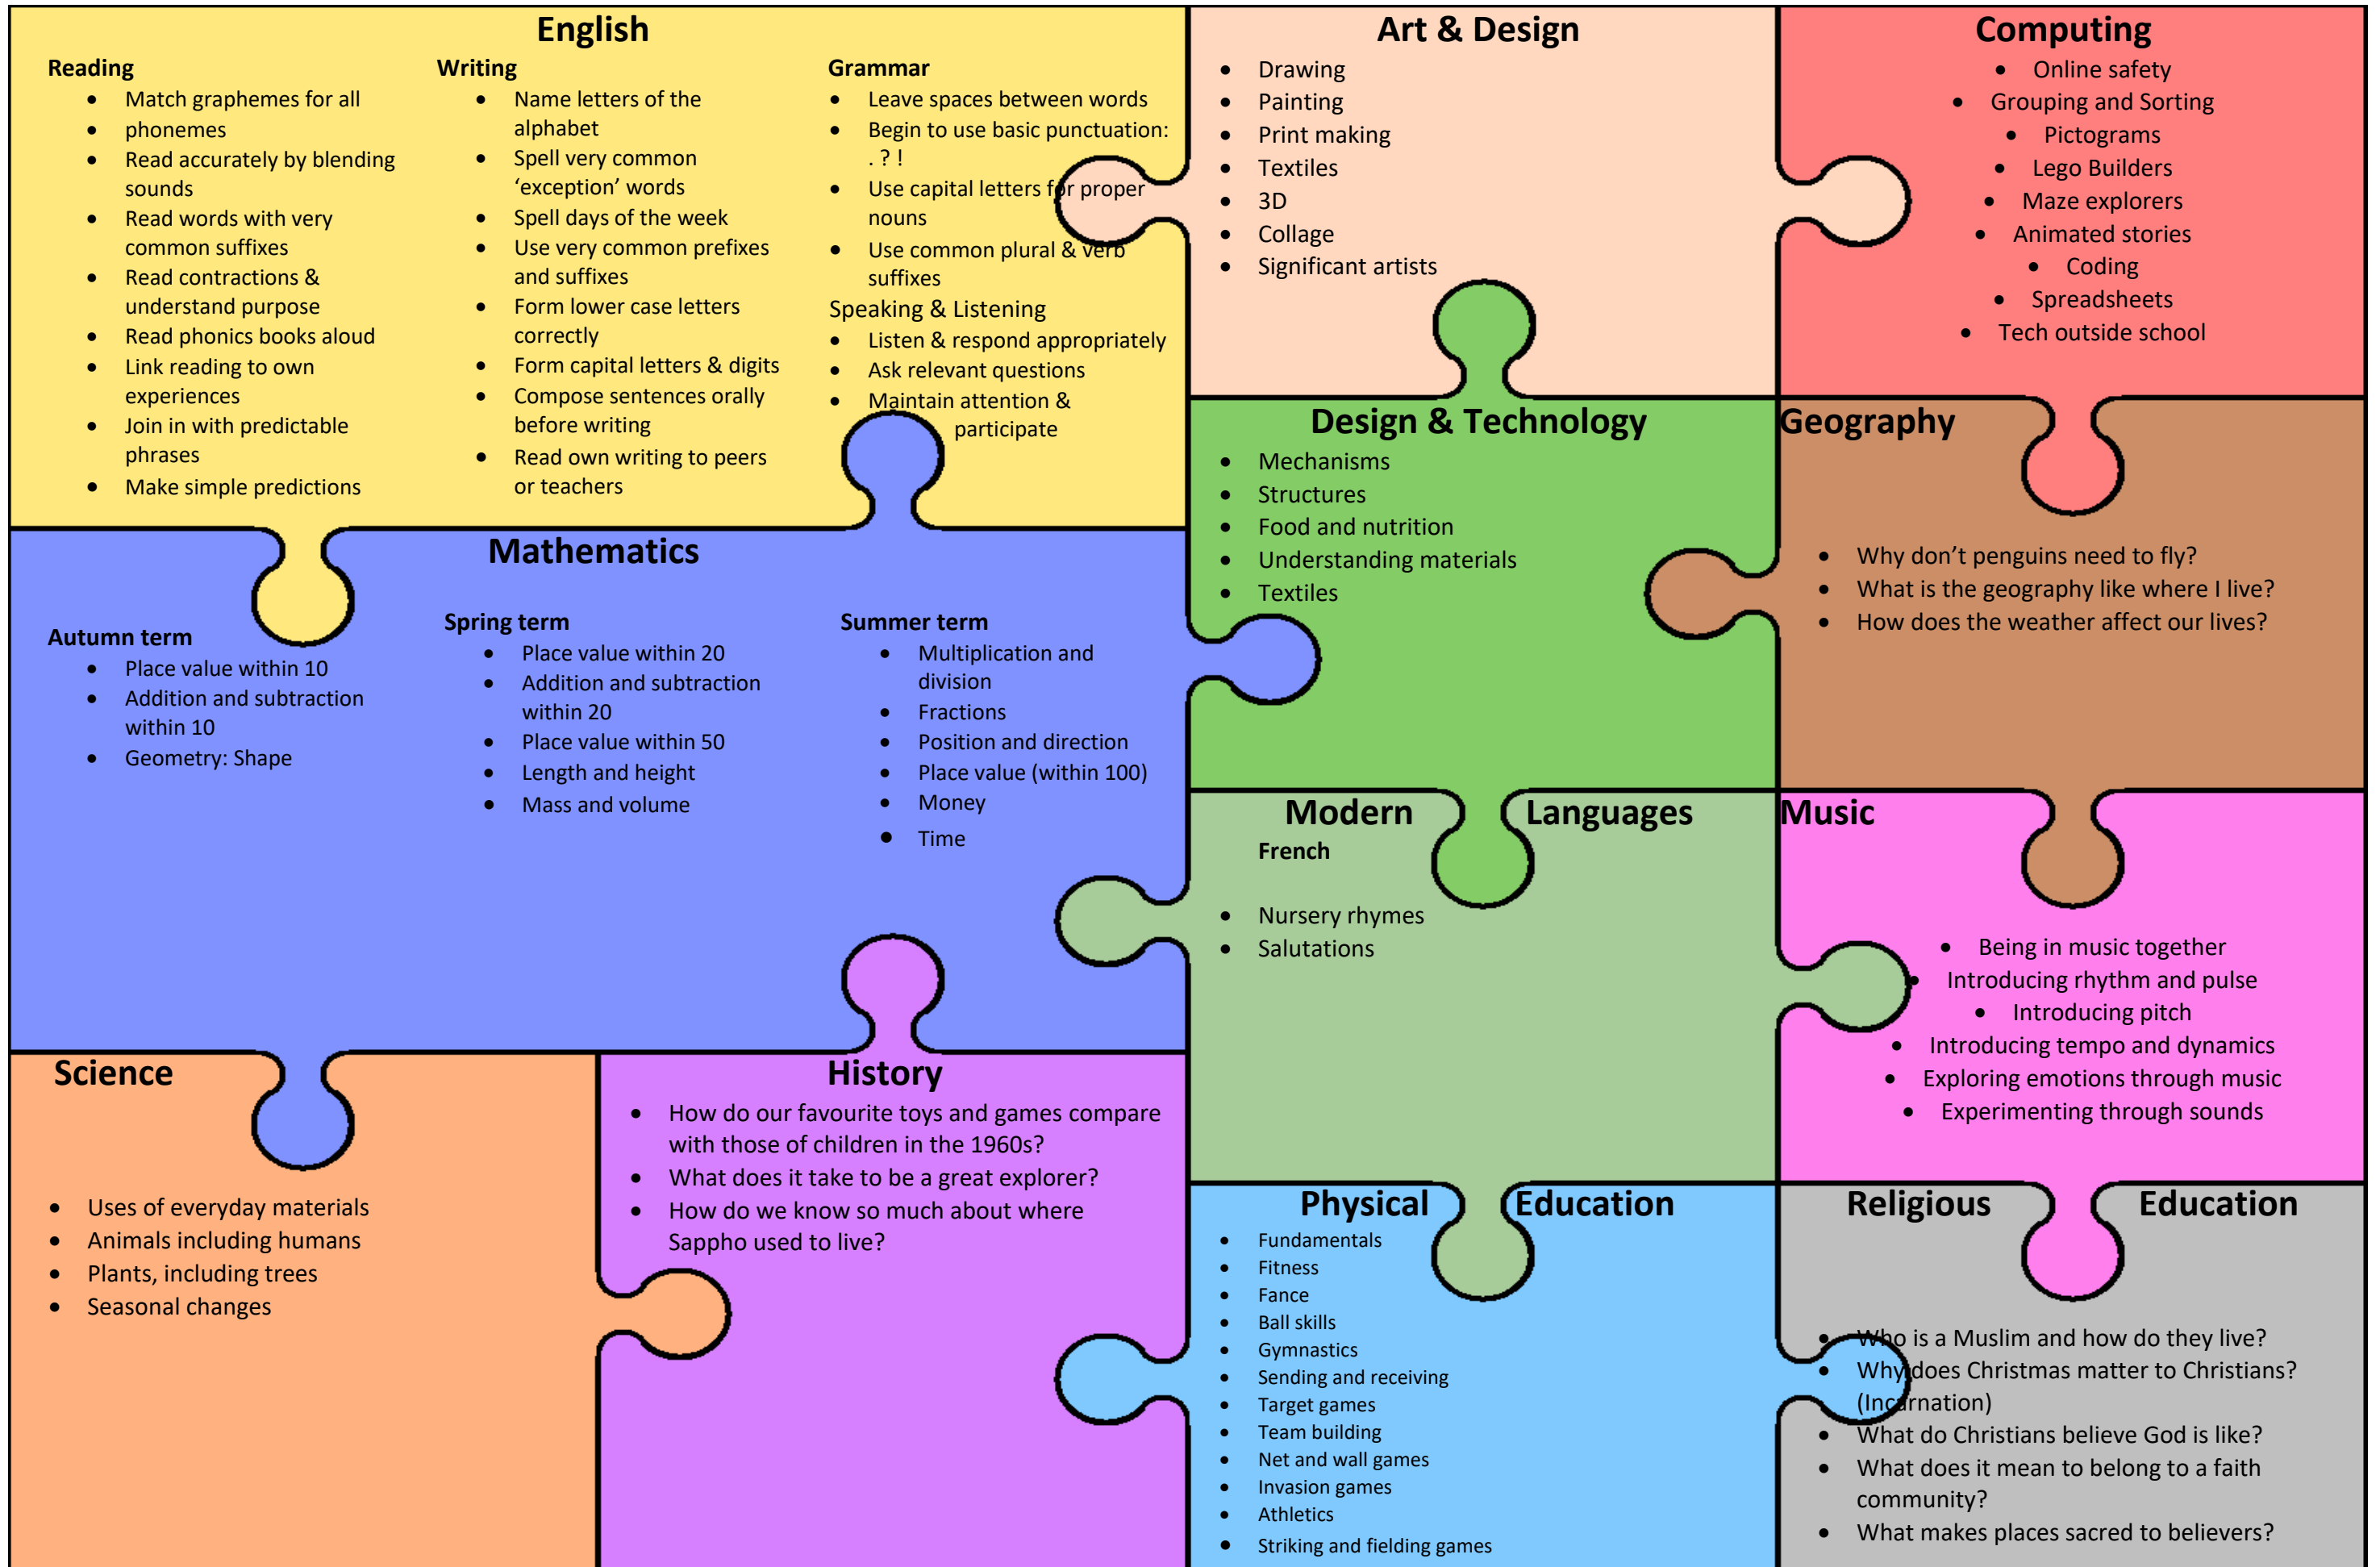 English
Reading
• Match graphemes for all
• phonemes
• Read accurately by blending
sounds
• Read words with very
common suffixes
• Read contractions &
understand purpose
• Read phonics books aloud
• Link reading to own
experiences
• Join in with predictable
phrases
• Make simple predictions
Writing
• Name letters of the
alphabet
• Spell very common
‘exception’ words
• Spell days of the week
• Use very common prefixes
and suffixes
• Form lower case letters
correctly
• Form capital letters & digits
• Compose sentences orally
before writing
• Read own writing to peers
or teachers
Grammar
• Leave spaces between words
• Begin to use basic punctuation:
. ? !
• Use capital letters for proper
nouns
• Use common plural & verb
suffixes
Speaking & Listening
• Listen & respond appropriately
• Ask relevant questions
• Maintain attention &
participate
Art & Design
• Drawing
• Painting
• Print making
• Textiles
• 3D
• Collage
• Significant artists
Computing
• Online safety
• Grouping and Sorting
• Pictograms
• Lego Builders
• Maze explorers
• Animated stories
• Coding
• Spreadsheets
• Tech outside school
Mathematics
Autumn term
• Place value within 10
• Addition and subtraction
within 10
• Geometry: Shape
Spring term
• Place value within 20
• Addition and subtraction
within 20
• Place value within 50
• Length and height
• Mass and volume
Summer term
• Multiplication and
division
• Fractions
• Position and direction
• Place value (within 100)
• Money
• Time
Design & Technology
• Mechanisms
• Structures
• Food and nutrition
• Understanding materials
• Textiles
Geography
• Why don’t penguins need to fly?
• What is the geography like where I live?
• How does the weather affect our lives?
Modern Languages
French
• Nursery rhymes
• Salutations
Music
• Being in music together
• Introducing rhythm and pulse
• Introducing pitch
• Introducing tempo and dynamics
• Exploring emotions through music
• Experimenting through sounds
Science
• Uses of everyday materials
• Animals including humans
• Plants, including trees
• Seasonal changes
History
• How do our favourite toys and games compare
with those of children in the 1960s?
• What does it take to be a great explorer?
• How do we know so much about where
Sappho used to live?
Physical Education
• Fundamentals
• Fitness
• Fance
• Ball skills
• Gymnastics
• Sending and receiving
• Target games
• Team building
• Net and wall games
• Invasion games
• Athletics
• Striking and fielding games
Religious Education
• Who is a Muslim and how do they live?
• Why does Christmas matter to Christians?
(Incarnation)
• What do Christians believe God is like?
• What does it mean to belong to a faith
community?
• What makes places sacred to believers?